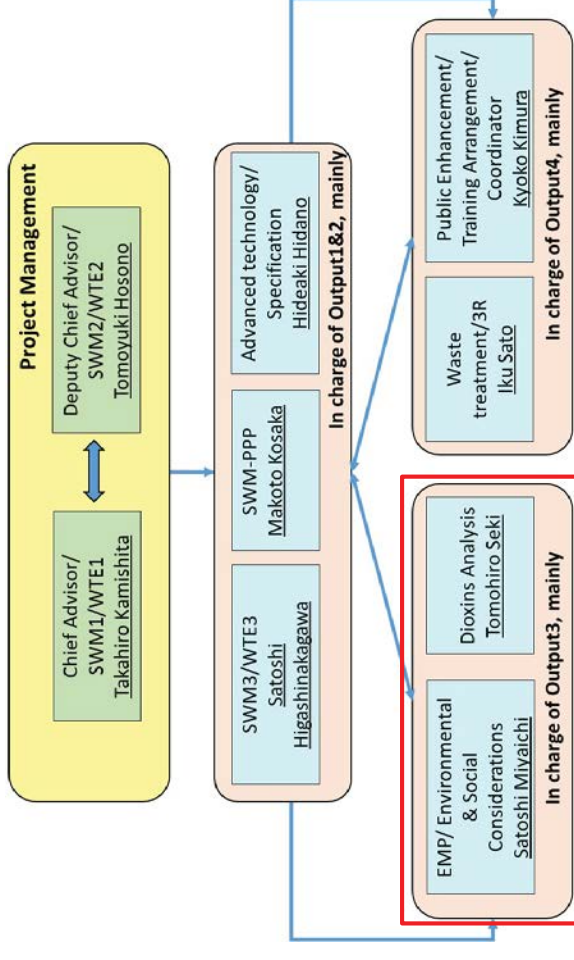 Project Management
Chief Advisor/
SWM1/WTE1
Takahiro Kamishita
Deputy Chief Advisor/
SWM2/WTE2
Tomoyuki Hosono
SWM3/WTE3
Satoshi
Higashinakagawa
SWM-PPP
Makoto Kosaka
Advanced technology/
Specification
Hideaki Hidano
In charge of Output1&2, mainly
EMP/ Environmental
& Social
Considerations
Satoshi Miyaichi
Dioxins Analysis
Tomohiro Seki
In charge of Output3, mainly
Waste
treatment/3R
Iku Sato
Public Enhancement/
Training Arrangement/
Coordinator
Kyoko Kimura
In charge of Output4, mainly